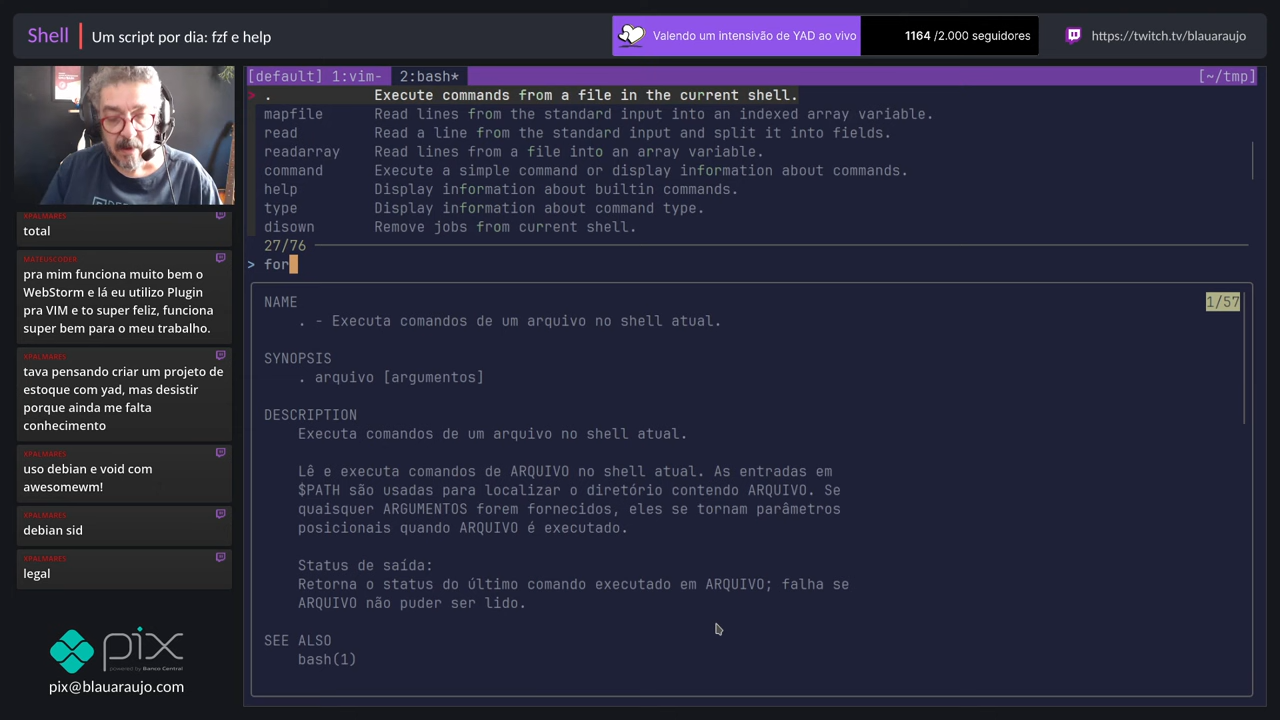 Shell | Um script por dia: fzf e help
Valendo um intensivão de YAD ao vivo
1164 /2.000 seguidores
https://twitch.tv/blauaraujo
[default] 1:vim- 2:bash* [~/tmp]
> . Execute commands from a file in the current shell.
mapfile Read lines from the standard input into an indexed array variable.
read Read a line from the standard input and split it into fields.
readarray Read lines from a file into an array variable.
command Execute a simple command or display information about commands.
help Display information about builtin commands.
type Display information about command type.
disown Remove jobs from current shell.
27/76
> for
NAME 1/57
. - Executa comandos de um arquivo no shell atual.
SYNOPSIS
. arquivo [argumentos]
DESCRIPTION
Executa comandos de um arquivo no shell atual.
Lê e executa comandos de ARQUIVO no shell atual. As entradas em
$PATH são usadas para localizar o diretório contendo ARQUIVO. Se
quaisquer ARGUMENTOS forem fornecidos, eles se tornam parâmetros
posicionais quando ARQUIVO é executado.
Status de saída:
Retorna o status do último comando executado em ARQUIVO; falha se
ARQUIVO não puder ser lido.
SEE ALSO
bash(1)
XPALMARES
total
MATEUSCODER
pra mim funciona muito bem o
WebStorm e lá eu utilizo Plugin
pra VIM e to super feliz, funciona
super bem para o meu trabalho.
XPALMARES
tava pensando criar um projeto de
estoque com yad, mas desistir
porque ainda me falta
conhecimento
XPALMARES
uso debian e void com
awesomewm!
XPALMARES
debian sid
XPALMARES
legal
pix
powered by Banco Central
pix@blauaraujo.com